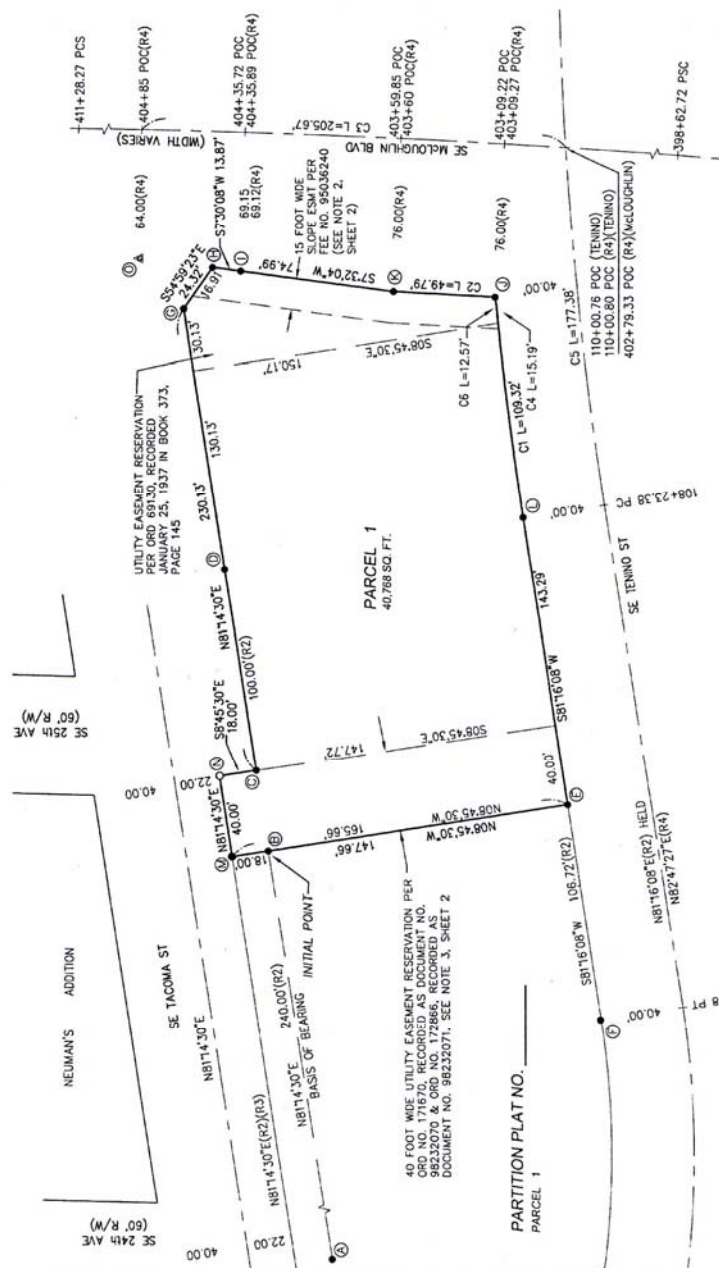 411+28.27 PCS
404+85 POC(R4)
404+35.72 POC
404+35.89 POC(R4)
C3 L=205.67'
403+59.85 POC
403+60 POC(R4)
403+09.22 POC
403+09.27 POC(R4)
398+62.72 PSC
(WIDTH VARIES)
SE McLOUGHLIN BLVD
64.00(R4)
69.15
69.12(R4)
76.00(R4)
76.00(R4)
40.00'
C5 L=177.38'
110+00.76 POC (TENINO)
110+00.80 POC (R4)(TENINO)
402+79.33 POC (R4)(McLOUGHLIN)
O
S54°59'23"E
24.32'
16.91'
H
S7°30'08"W 13.87'
I
15 FOOT WIDE
SLOPE ESMT PER
FEE NO. 95036240
(SEE NOTE 2,
SHEET 2)
74.99'
S7°32'04"W
K
C2 L=49.79'
J
G
30.13'
150.17'
S08°45'30"E
C6 L=12.57'
C1 L=109.32'
C4 L=15.19'
UTILITY EASEMENT RESERVATION
PER ORD 69130, RECORDED
JANUARY 25, 1937 IN BOOK 373,
PAGE 145
130.13'
230.13'
D
N81°14'30"E
100.00'(R2)
PARCEL 1
40,768 SQ. FT.
L
40.00'
108+23.38 PC
SE TENINO ST
143.29'
S81°16'08"W
SE 25th AVE
(60' R/W)
S8°45'30"E
18.00'
N
C
22.00
40.00
147.72'
S08°45'30"E
40.00'
N81°14'30"E
40.00'
M
18.00'
B
165.66'
147.66'
N08°45'30"W
N08°45'30"W
E
NEUMAN'S ADDITION
SE TACOMA ST
N81°14'30"E
INITIAL POINT
240.00'(R2)
N81°14'30"E
BASIS OF BEARING
N81°14'30"E(R2)(R3)
40 FOOT WIDE UTILITY EASEMENT RESERVATION PER
ORD NO. 171670, RECORDED AS DOCUMENT NO.
98232070 & ORD NO. 172866, RECORDED AS
DOCUMENT NO. 98232071, SEE NOTE 3, SHEET 2
106.72'(R2)
S81°16'08"W
N81°16'08"E(R2) HELD
N82°47'27"E(R4)
F
40.00'
8 PT
PARTITION PLAT NO.
PARCEL 1
SE 24th AVE
(60' R/W)
40.00
22.00
A